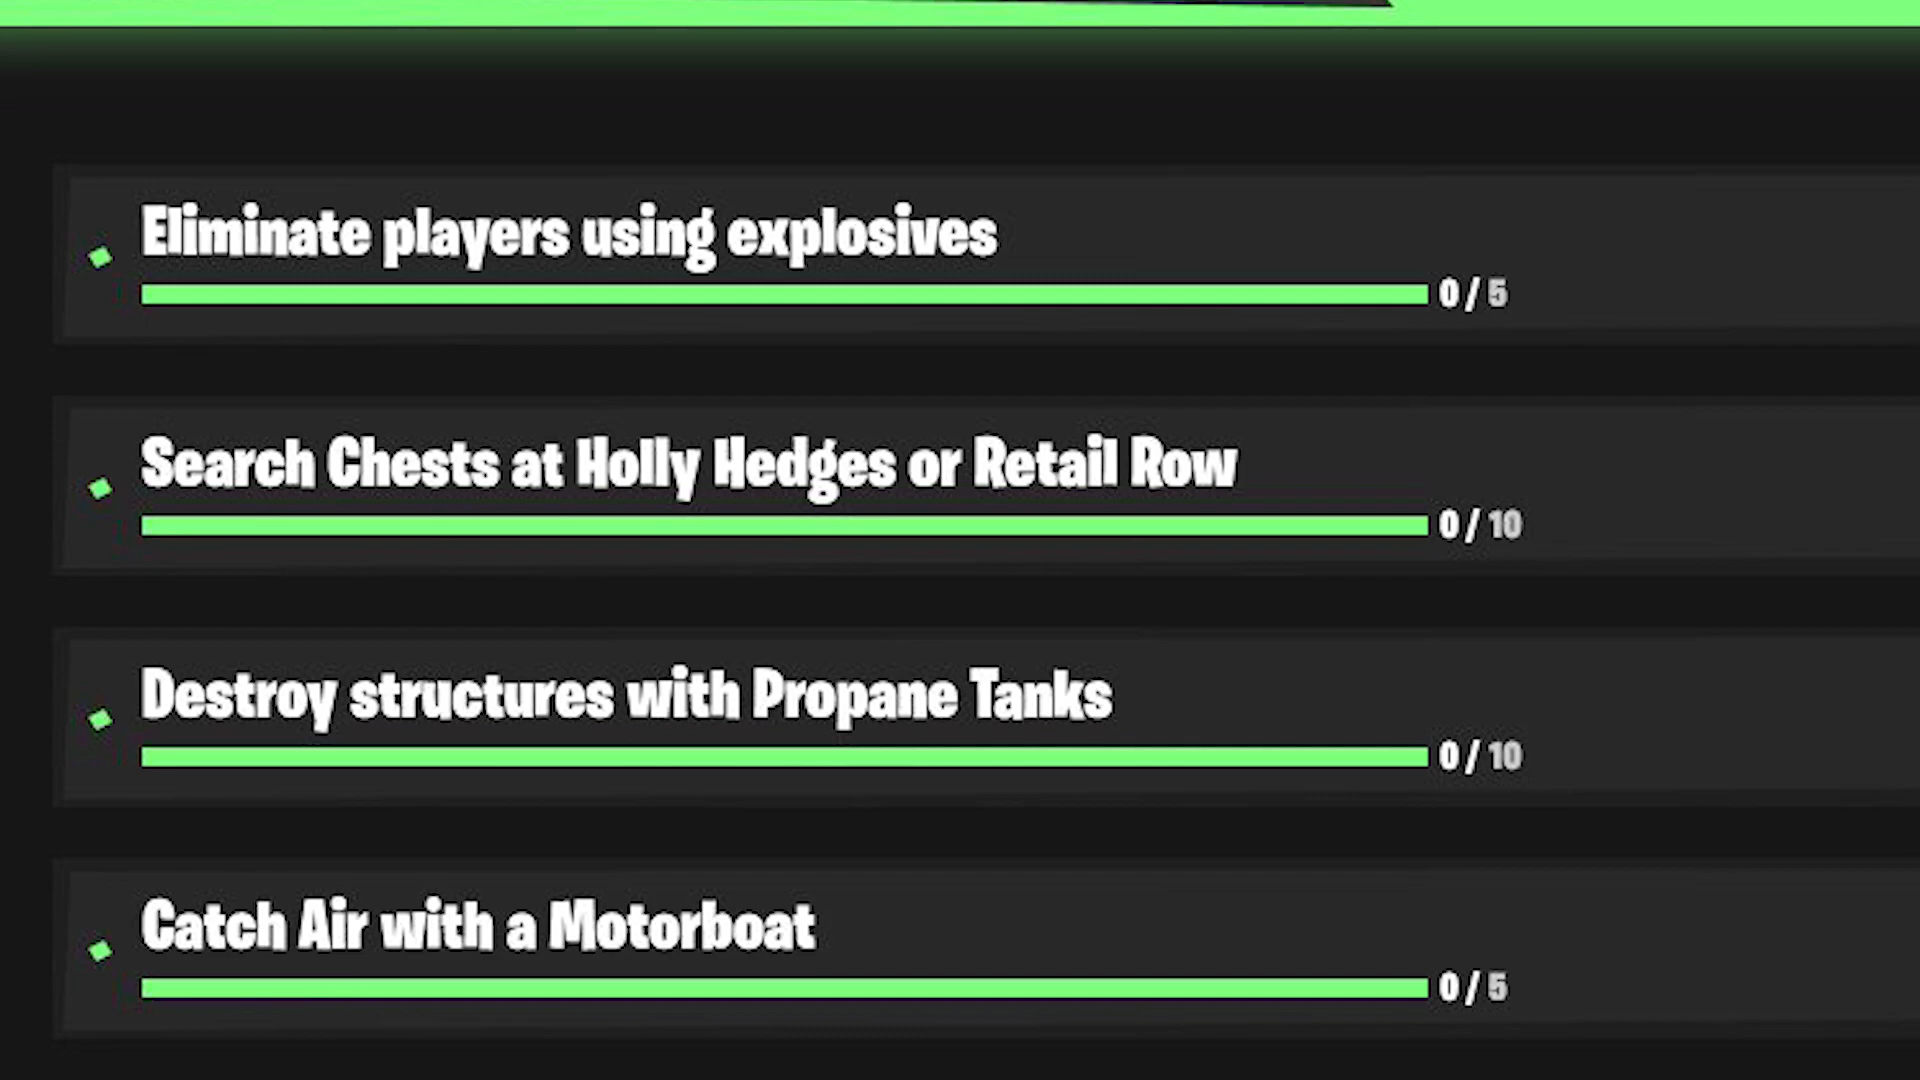 Eliminate players using explosives
0 / 5
Search Chests at Holly Hedges or Retail Row
0 / 10
Destroy structures with Propane Tanks
0 / 10
Catch Air with a Motorboat
0 / 5